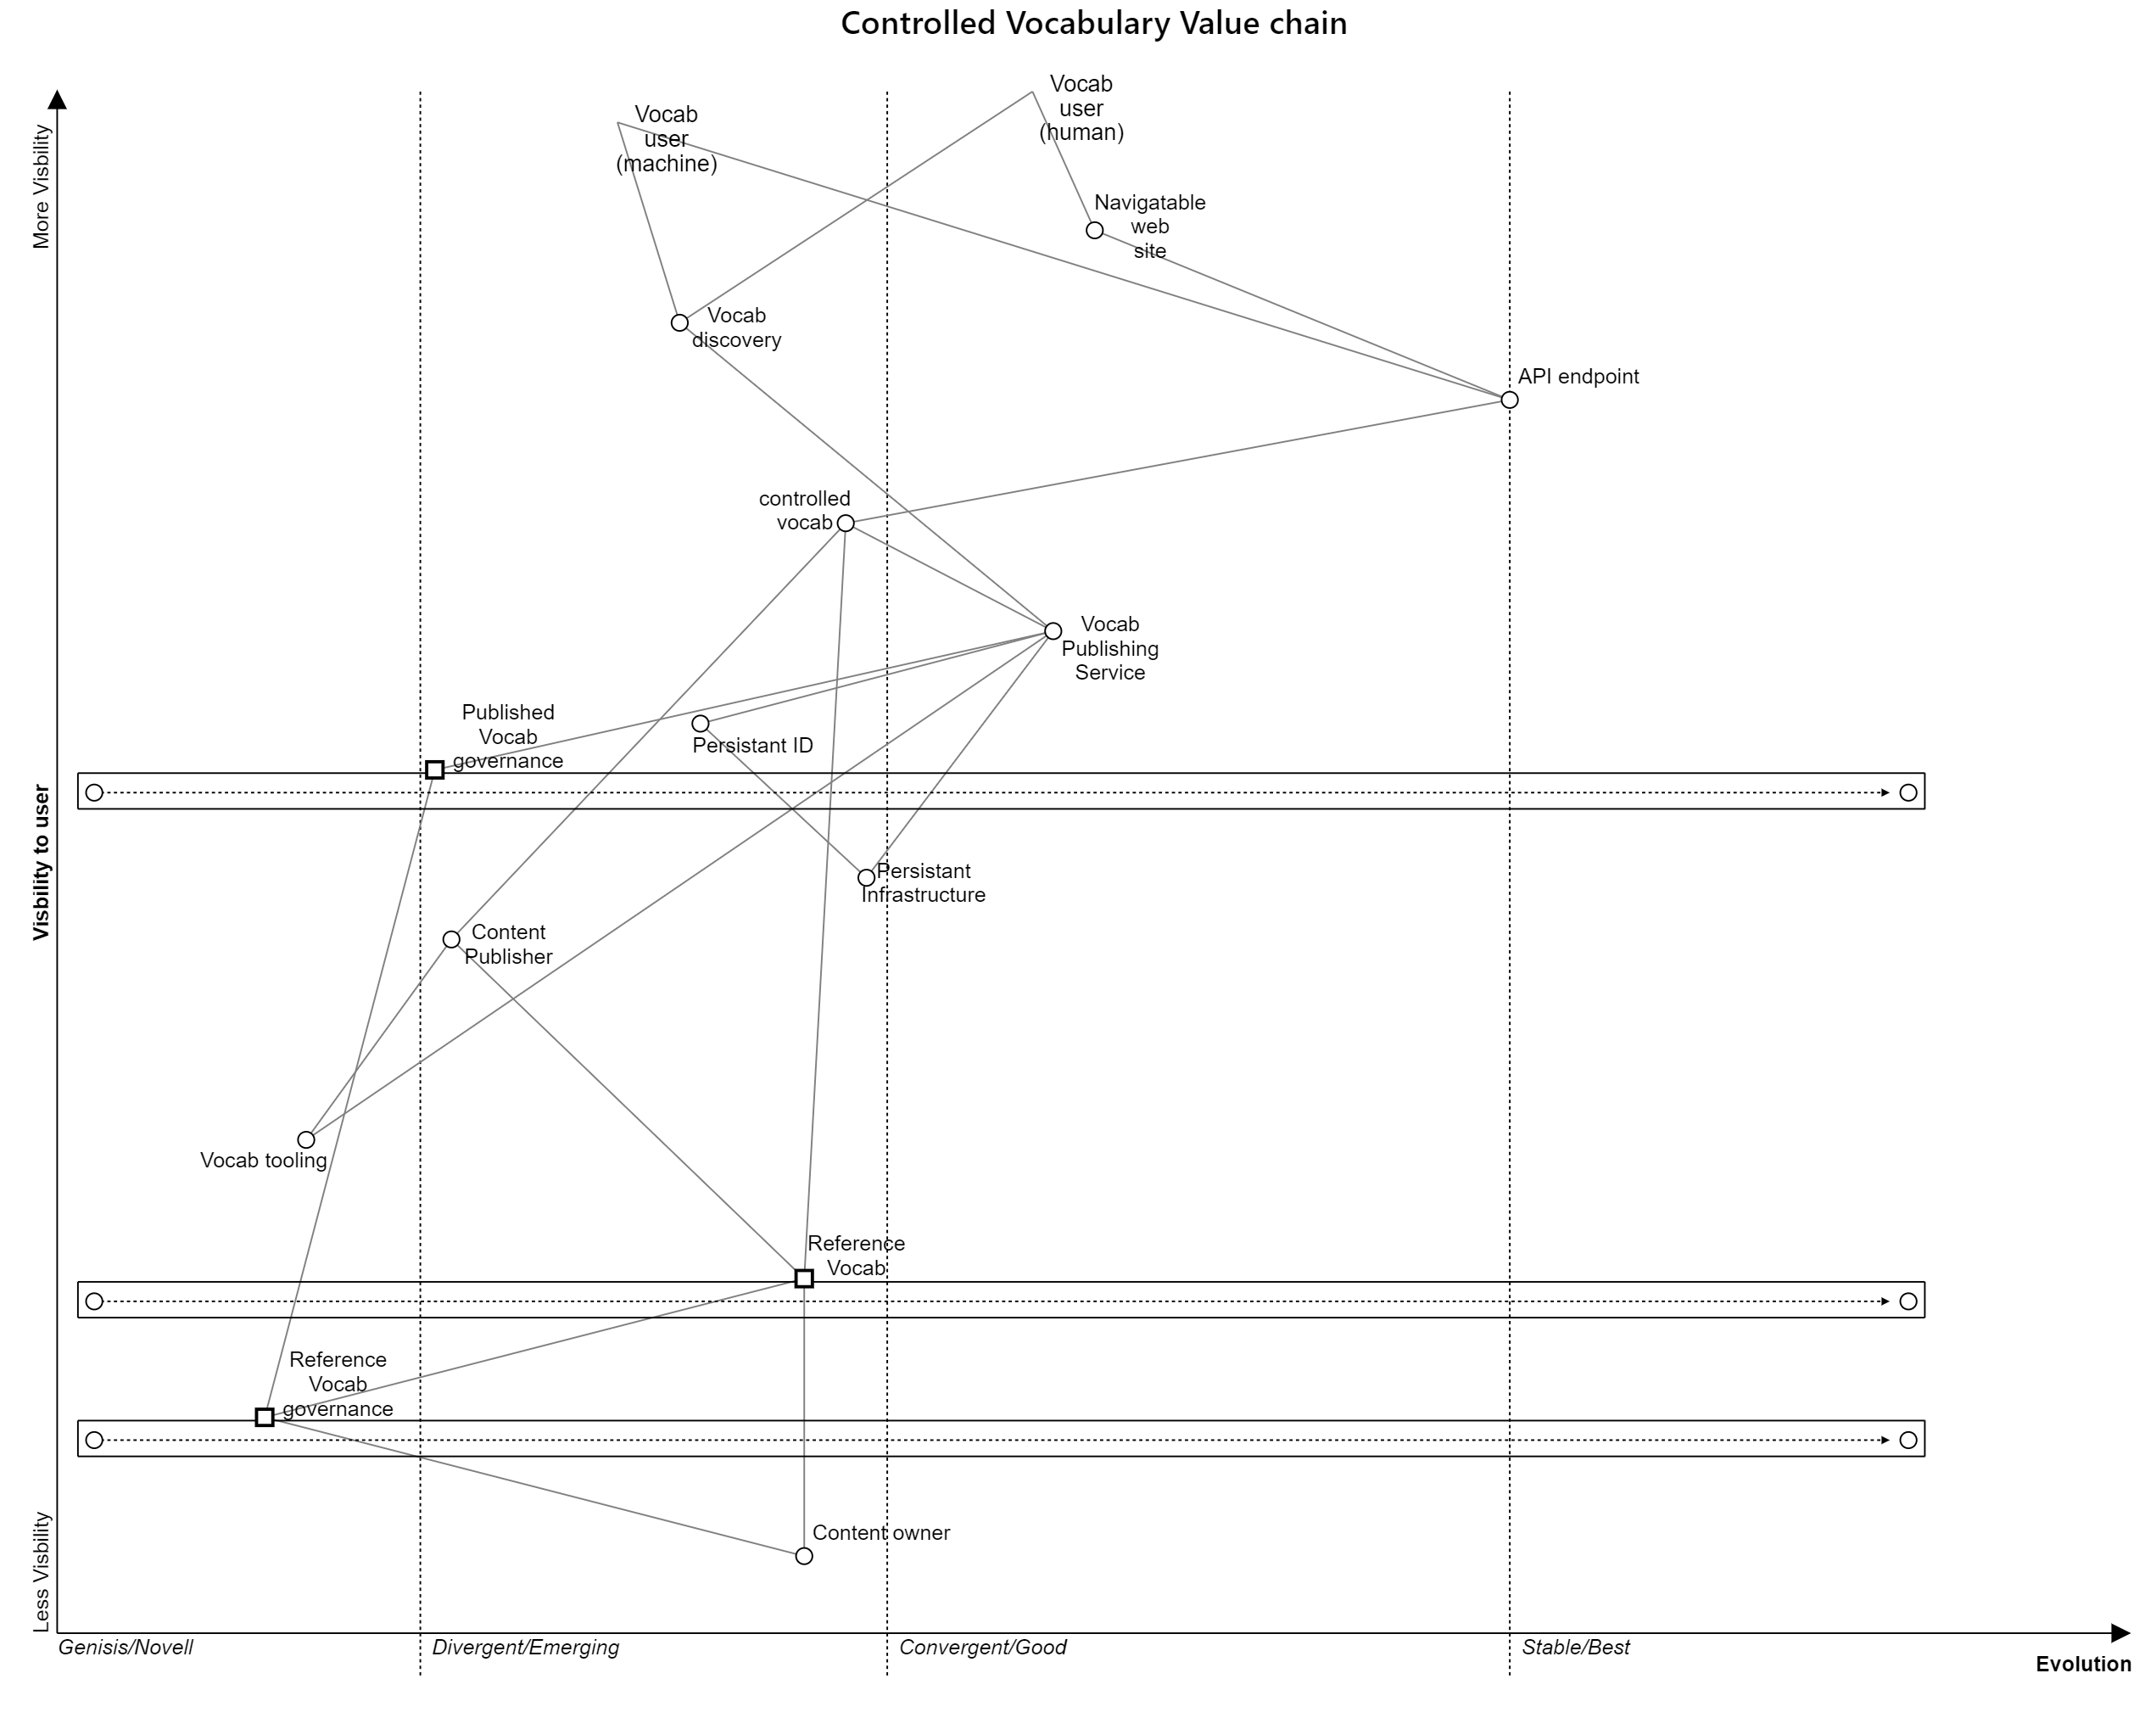 Controlled Vocabulary Value chain
Vocab
user
(human)
Vocab
user
(machine)
More Visbility
Navigatable
web
site
Vocab
discovery
API endpoint
controlled
vocab
Vocab
Publishing
Service
Published
Vocab
governance
Persistant ID
Visbility to user
Persistant
Infrastructure
Content
Publisher
Vocab tooling
Reference
Vocab
Reference
Vocab
governance
Content owner
Less Visbility
Genisis/Novell
Divergent/Emerging
Convergent/Good
Stable/Best
Evolution